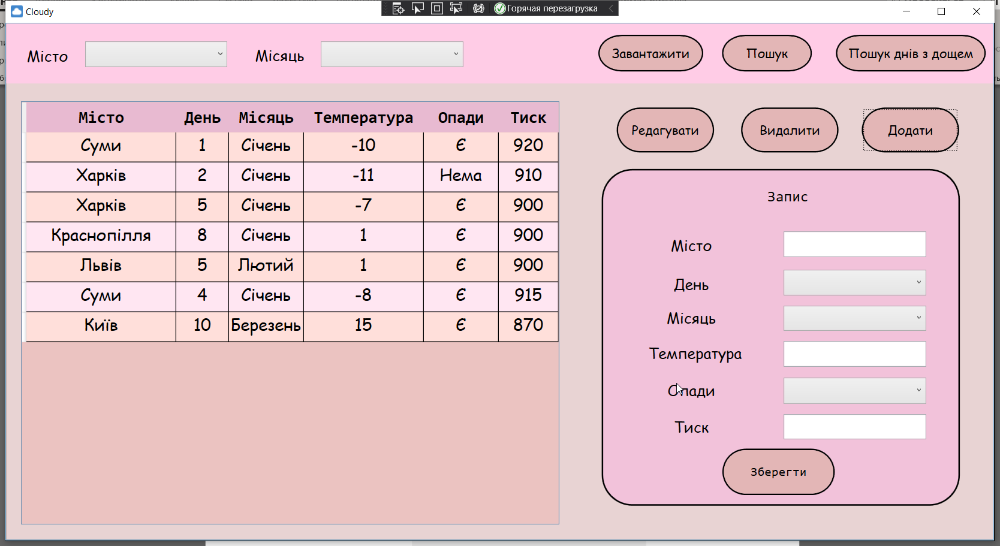 Cloudy
Горячая перезагрузка
Місто Місяць Завантажити Пошук Пошук днів з дощем
Місто День Місяць Температура Опади Тиск
Суми 1 Січень -10 Є 920
Харків 2 Січень -11 Нема 910
Харків 5 Січень -7 Є 900
Краснопілля 8 Січень 1 Є 900
Львів 5 Лютий 1 Є 900
Суми 4 Січень -8 Є 915
Київ 10 Березень 15 Є 870
Редагувати Видалити Додати
Запис
Місто
День
Місяць
Температура
Опади
Тиск
Зберегти